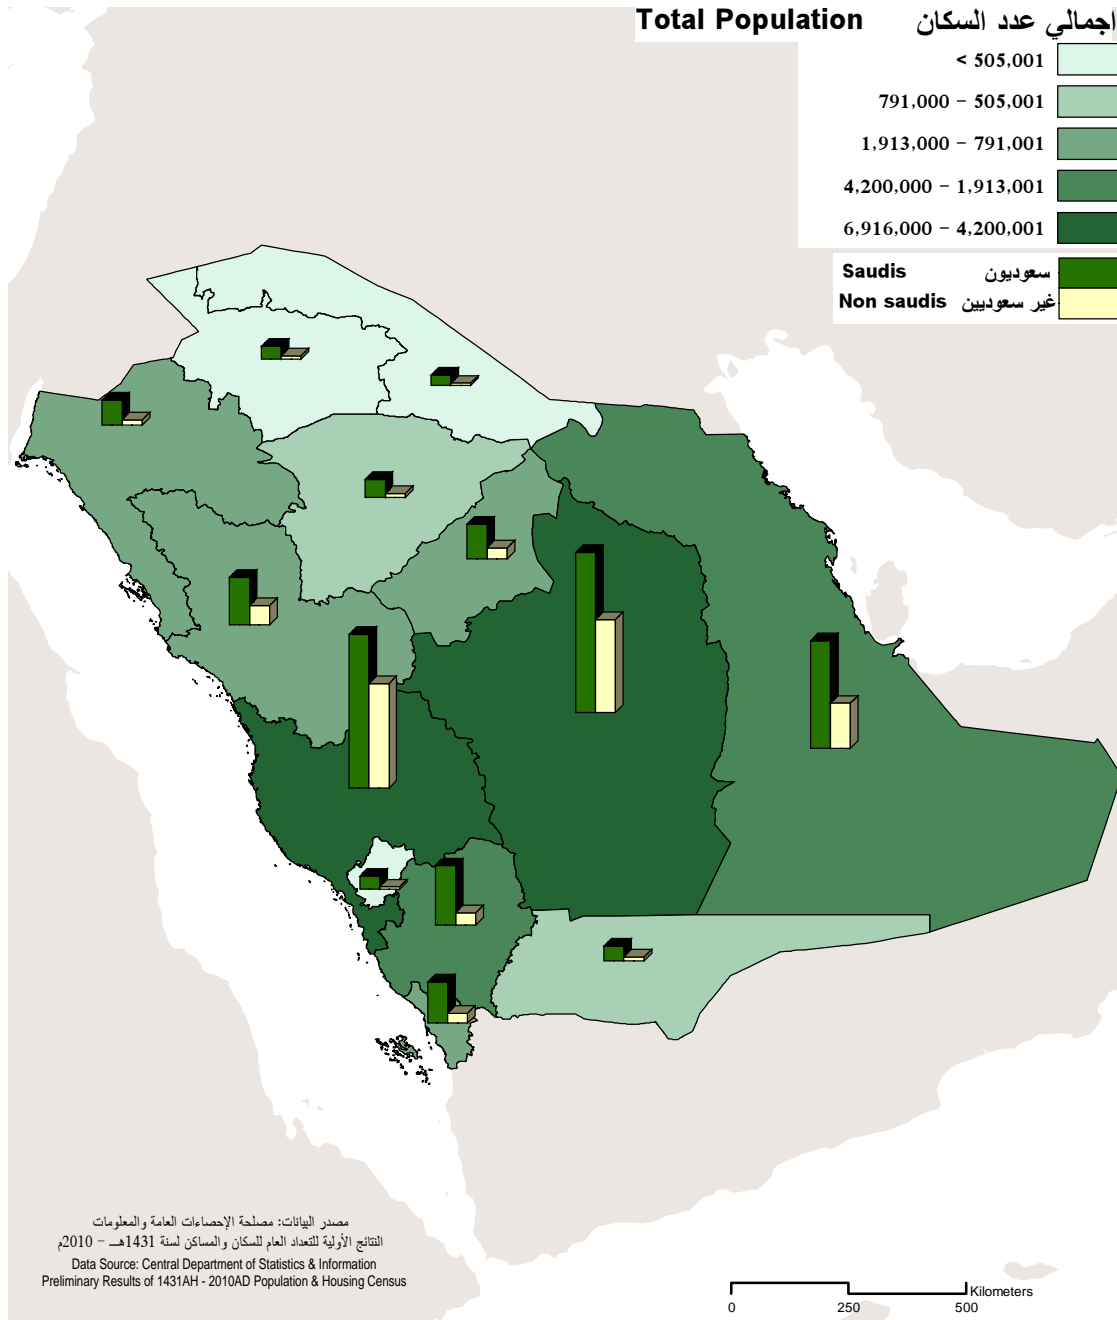 Total Population اجمالي عدد السكان
< 505,001
791,000 – 505,001
1,913,000 – 791,001
4,200,000 – 1,913,001
6,916,000 – 4,200,001
Saudis سعوديون
Non saudis غير سعوديين
مصدر البيانات: مصلحة الإحصاءات العامة والمعلومات
النتائج الأولية للتعداد العام للسكان والمساكن لسنة 1431هـ – 2010م
Data Source: Central Department of Statistics & Information
Preliminary Results of 1431AH - 2010AD Population & Housing Census
Kilometers
0 250 500